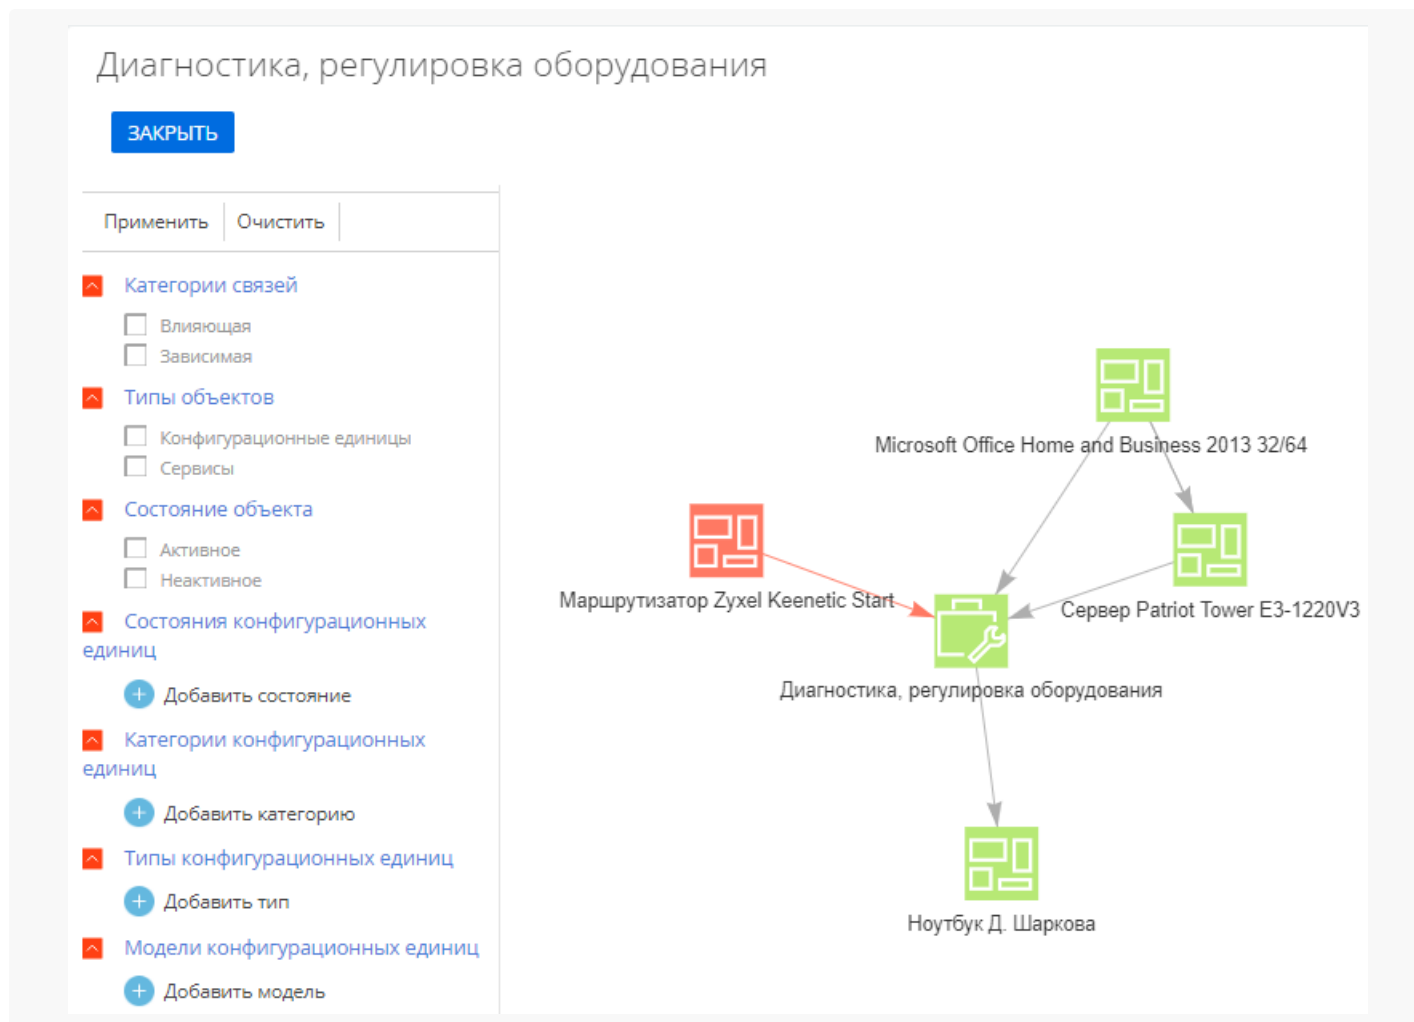 Диагностика, регулировка оборудования
ЗАКРЫТЬ
Применить Очистить
Категории связей
Влияющая
Зависимая
Типы объектов
Конфигурационные единицы
Сервисы
Состояние объекта
Активное
Неактивное
Состояния конфигурационных
единиц
Добавить состояние
Категории конфигурационных
единиц
Добавить категорию
Типы конфигурационных единиц
Добавить тип
Модели конфигурационных единиц
Добавить модель
Microsoft Office Home and Business 2013 32/64
Маршрутизатор Zyxel Keenetic Start
Сервер Patriot Tower E3-1220V3
Диагностика, регулировка оборудования
Ноутбук Д. Шаркова